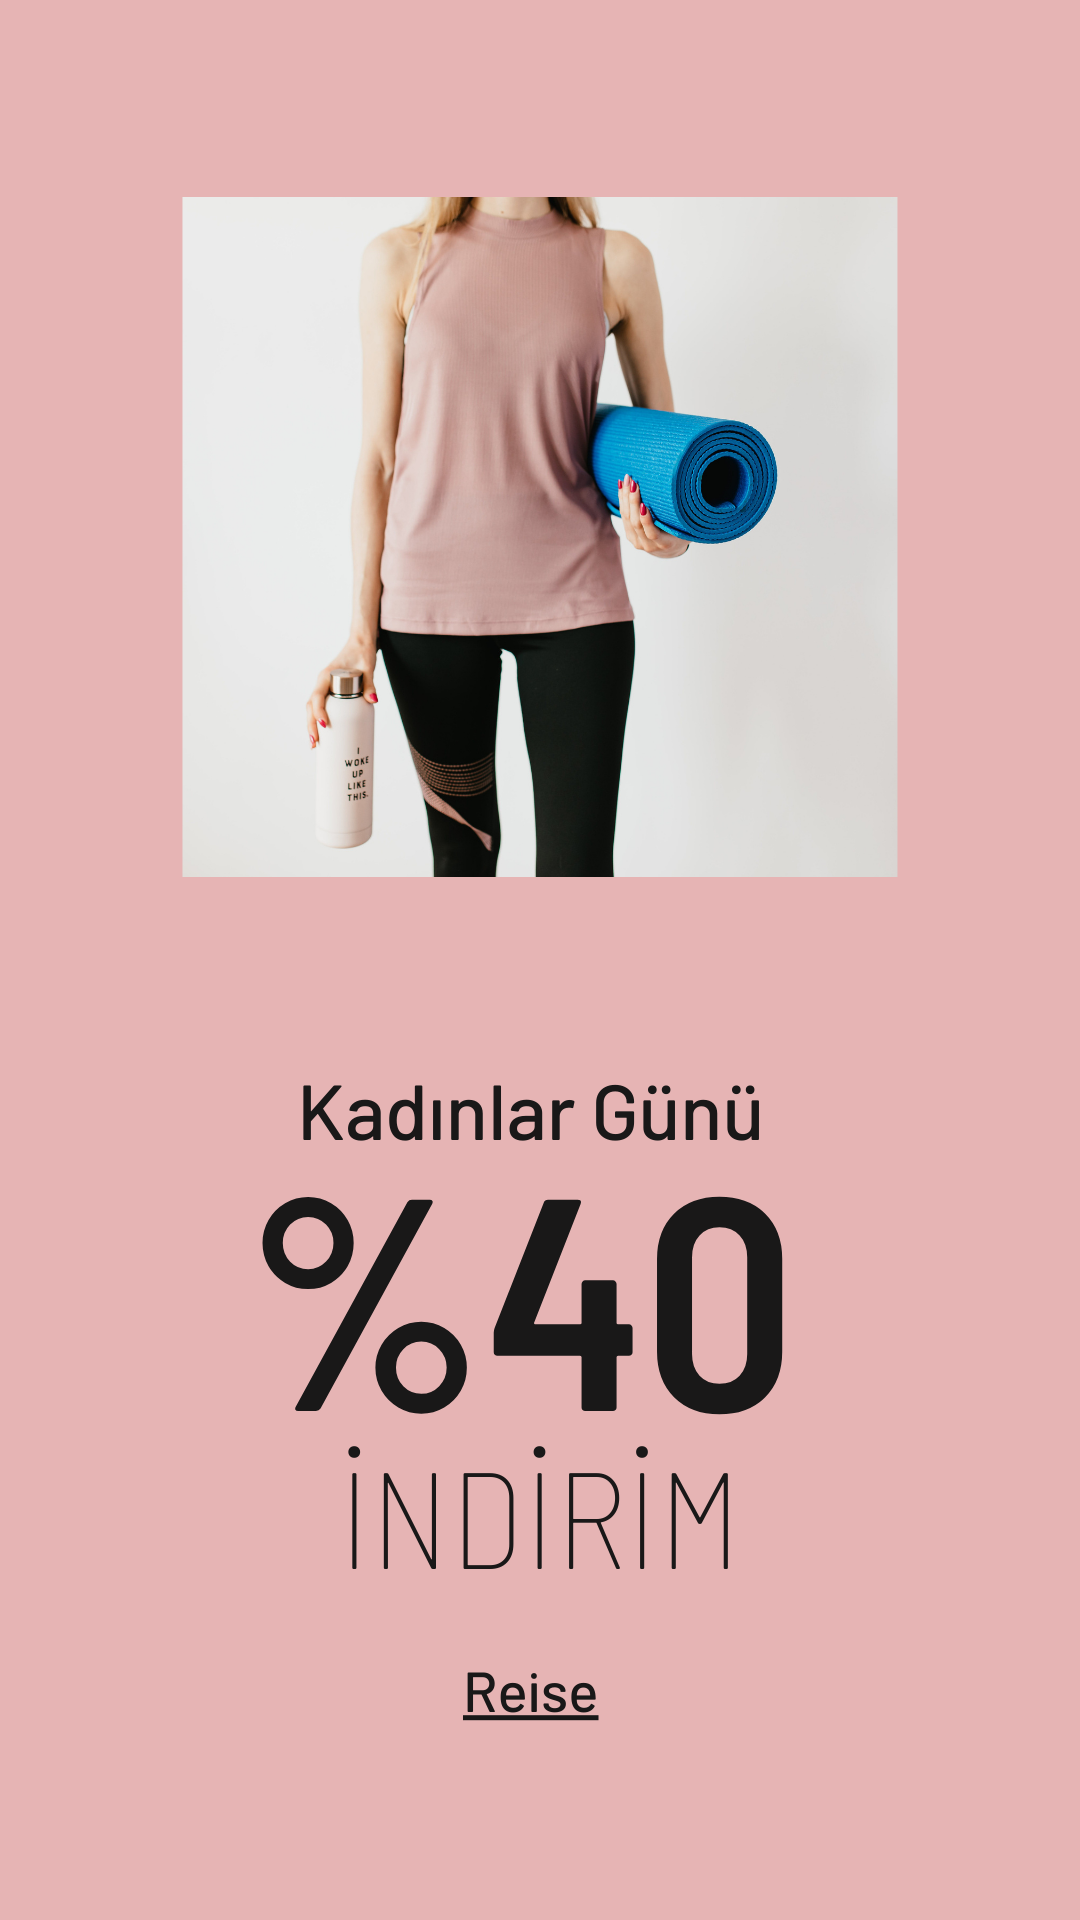 I
WOKE
UP
LIKE
THIS.
Kadınlar Günü
%40
İNDİRİM
Reise